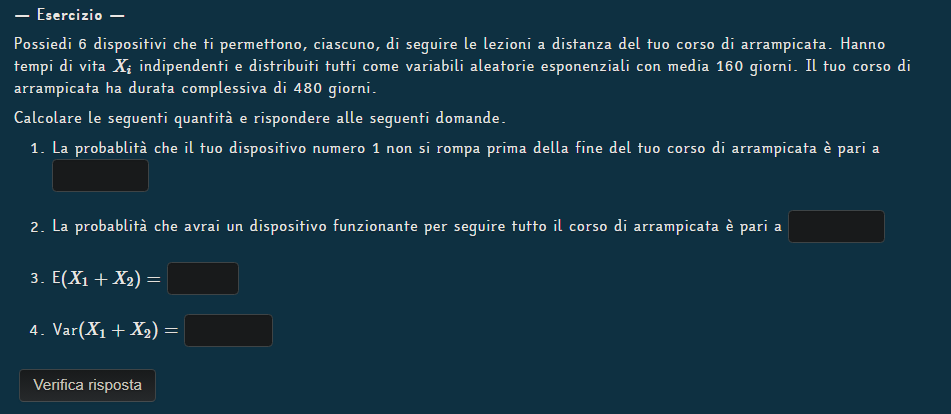 — Esercizio —
Possiedi 6 dispositivi che ti permettono, ciascuno, di seguire le lezioni a distanza del tuo corso di arrampicata. Hanno
tempi di vita X_i indipendenti e distribuiti tutti come variabili aleatorie esponenziali con media 160 giorni. Il tuo corso di
arrampicata ha durata complessiva di 480 giorni.
Calcolare le seguenti quantità e rispondere alle seguenti domande.
1. La probablità che il tuo dispositivo numero 1 non si rompa prima della fine del tuo corso di arrampicata è pari a
2. La probablità che avrai un dispositivo funzionante per seguire tutto il corso di arrampicata è pari a
3. E(X_1 + X_2) =
4. Var(X_1 + X_2) =
Verifica risposta